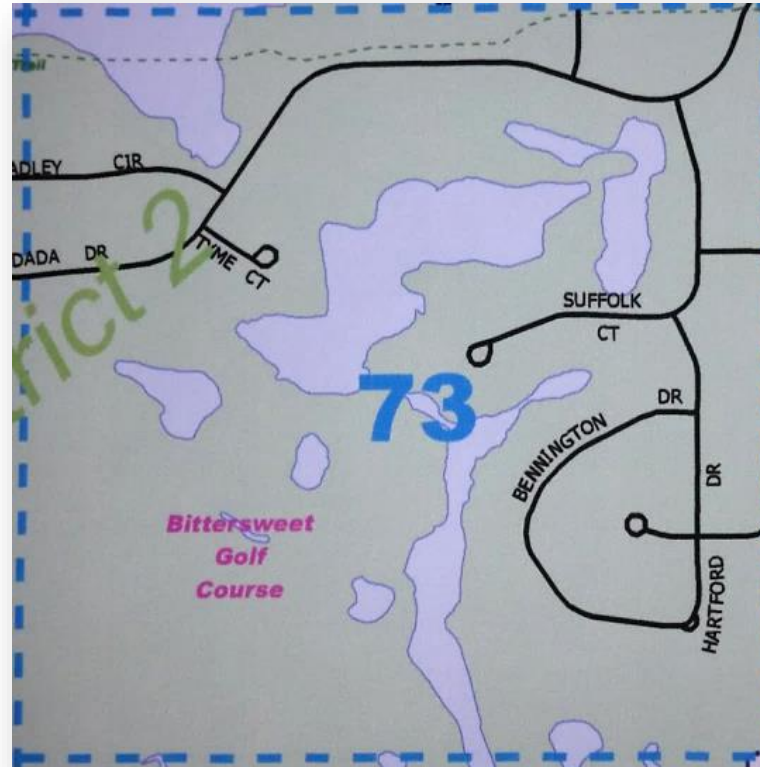 Trail
ADLEY CIR
DADA DR
TYME CT
rict 2
SUFFOLK
CT
73
DR
BENNINGTON
DR
Bittersweet
Golf
Course
HARTFORD